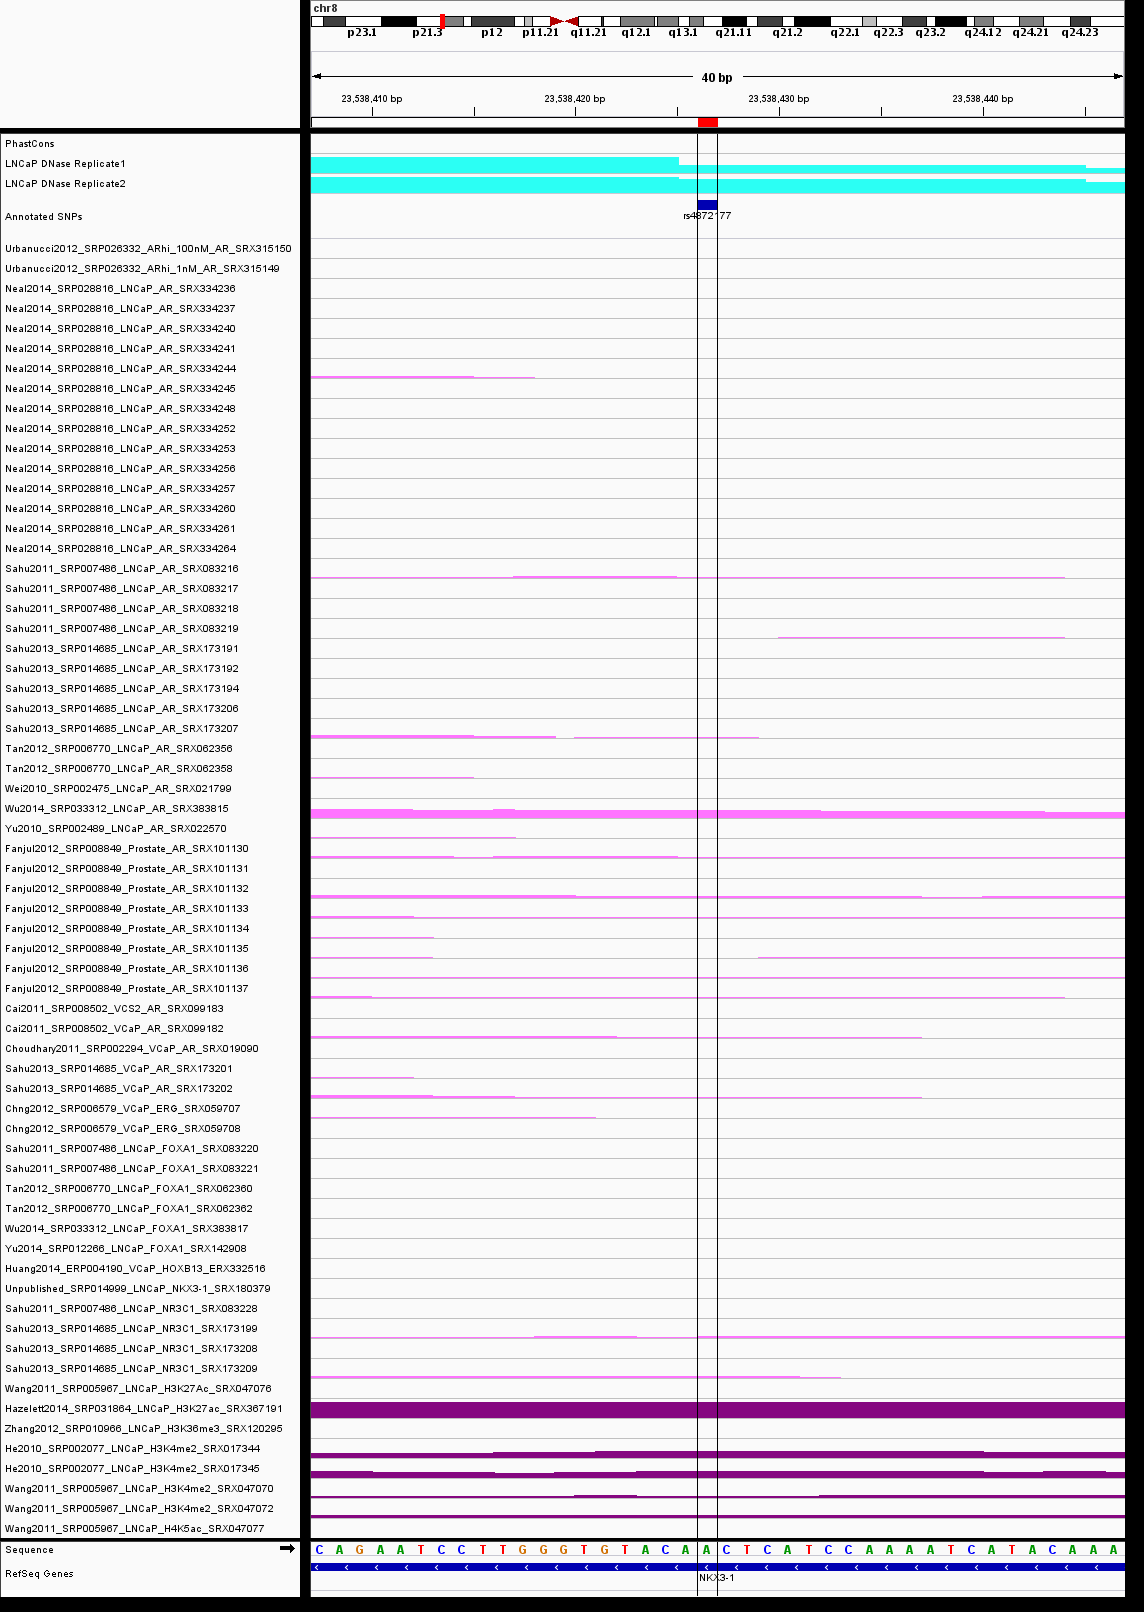 chr8
p23.1 p21.3 p12 p11.21 q11.21 q12.1 q13.1 q21.11 q21.2 q22.1 q22.3 q23.2 q24.12 q24.21 q24.23
40 bp
23,538,410 bp 23,538,420 bp 23,538,430 bp 23,538,440 bp
PhastCons
LNCaP DNase Replicate1
LNCaP DNase Replicate2
Annotated SNPs rs4872177
Urbanucci2012_SRP026332_ARhi_100nM_AR_SRX315150
Urbanucci2012_SRP026332_ARhi_1nM_AR_SRX315149
Neal2014_SRP028816_LNCaP_AR_SRX334236
Neal2014_SRP028816_LNCaP_AR_SRX334237
Neal2014_SRP028816_LNCaP_AR_SRX334240
Neal2014_SRP028816_LNCaP_AR_SRX334241
Neal2014_SRP028816_LNCaP_AR_SRX334244
Neal2014_SRP028816_LNCaP_AR_SRX334245
Neal2014_SRP028816_LNCaP_AR_SRX334248
Neal2014_SRP028816_LNCaP_AR_SRX334252
Neal2014_SRP028816_LNCaP_AR_SRX334253
Neal2014_SRP028816_LNCaP_AR_SRX334256
Neal2014_SRP028816_LNCaP_AR_SRX334257
Neal2014_SRP028816_LNCaP_AR_SRX334260
Neal2014_SRP028816_LNCaP_AR_SRX334261
Neal2014_SRP028816_LNCaP_AR_SRX334264
Sahu2011_SRP007486_LNCaP_AR_SRX083216
Sahu2011_SRP007486_LNCaP_AR_SRX083217
Sahu2011_SRP007486_LNCaP_AR_SRX083218
Sahu2011_SRP007486_LNCaP_AR_SRX083219
Sahu2013_SRP014685_LNCaP_AR_SRX173191
Sahu2013_SRP014685_LNCaP_AR_SRX173192
Sahu2013_SRP014685_LNCaP_AR_SRX173194
Sahu2013_SRP014685_LNCaP_AR_SRX173206
Sahu2013_SRP014685_LNCaP_AR_SRX173207
Tan2012_SRP006770_LNCaP_AR_SRX062356
Tan2012_SRP006770_LNCaP_AR_SRX062358
Wei2010_SRP002475_LNCaP_AR_SRX021799
Wu2014_SRP033312_LNCaP_AR_SRX383815
Yu2010_SRP002489_LNCaP_AR_SRX022570
Fanjul2012_SRP008849_Prostate_AR_SRX101130
Fanjul2012_SRP008849_Prostate_AR_SRX101131
Fanjul2012_SRP008849_Prostate_AR_SRX101132
Fanjul2012_SRP008849_Prostate_AR_SRX101133
Fanjul2012_SRP008849_Prostate_AR_SRX101134
Fanjul2012_SRP008849_Prostate_AR_SRX101135
Fanjul2012_SRP008849_Prostate_AR_SRX101136
Fanjul2012_SRP008849_Prostate_AR_SRX101137
Cai2011_SRP008502_VCS2_AR_SRX099183
Cai2011_SRP008502_VCaP_AR_SRX099182
Choudhary2011_SRP002294_VCaP_AR_SRX019090
Sahu2013_SRP014685_VCaP_AR_SRX173201
Sahu2013_SRP014685_VCaP_AR_SRX173202
Chng2012_SRP006579_VCaP_ERG_SRX059707
Chng2012_SRP006579_VCaP_ERG_SRX059708
Sahu2011_SRP007486_LNCaP_FOXA1_SRX083220
Sahu2011_SRP007486_LNCaP_FOXA1_SRX083221
Tan2012_SRP006770_LNCaP_FOXA1_SRX062360
Tan2012_SRP006770_LNCaP_FOXA1_SRX062362
Wu2014_SRP033312_LNCaP_FOXA1_SRX383817
Yu2014_SRP012266_LNCaP_FOXA1_SRX142908
Huang2014_ERP004190_VCaP_HOXB13_ERX332516
Unpublished_SRP014999_LNCaP_NKX3-1_SRX180379
Sahu2011_SRP007486_LNCaP_NR3C1_SRX083228
Sahu2013_SRP014685_LNCaP_NR3C1_SRX173199
Sahu2013_SRP014685_LNCaP_NR3C1_SRX173208
Sahu2013_SRP014685_LNCaP_NR3C1_SRX173209
Wang2011_SRP005967_LNCaP_H3K27Ac_SRX047076
Hazelett2014_SRP031864_LNCaP_H3K27ac_SRX367191
Zhang2012_SRP010966_LNCaP_H3K36me3_SRX120295
He2010_SRP002077_LNCaP_H3K4me2_SRX017344
He2010_SRP002077_LNCaP_H3K4me2_SRX017345
Wang2011_SRP005967_LNCaP_H3K4me2_SRX047070
Wang2011_SRP005967_LNCaP_H3K4me2_SRX047072
Wang2011_SRP005967_LNCaP_H4K5ac_SRX047077
Sequence C A G A A T C C T T G G G T G T A C A A C T C A T C C A A A A T C A T A C A A A
RefSeq Genes NKX3-1